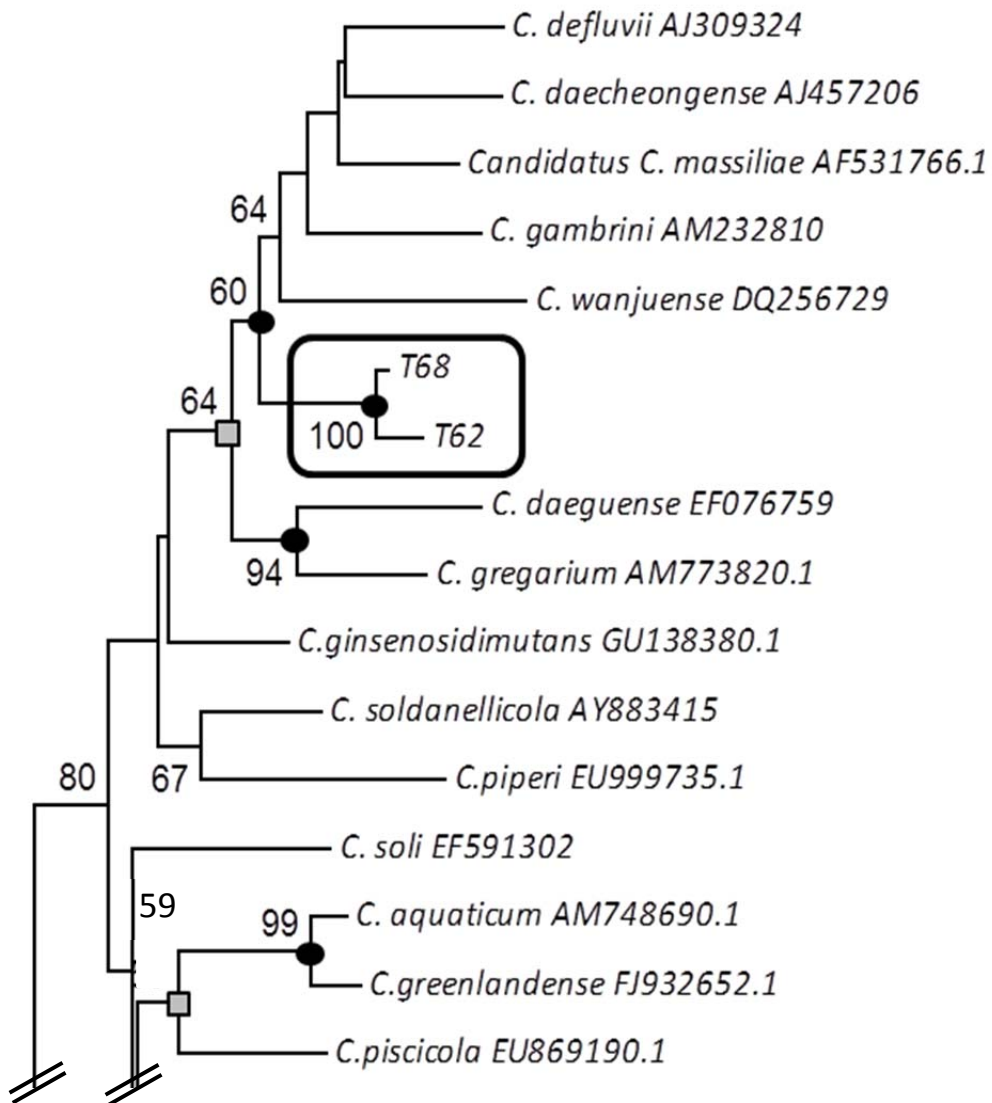 C. defluvii AJ309324
C. daecheongense AJ457206
Candidatus C. massiliae AF531766.1
64
C. gambrini AM232810
60
C. wanjuense DQ256729
T68
64
100
T62
C. daeguense EF076759
94
C. gregarium AM773820.1
C.ginsenosidimutans GU138380.1
C. soldanellicola AY883415
80
67
C.piperi EU999735.1
C. soli EF591302
59
99
C. aquaticum AM748690.1
C.greenlandense FJ932652.1
C.piscicola EU869190.1